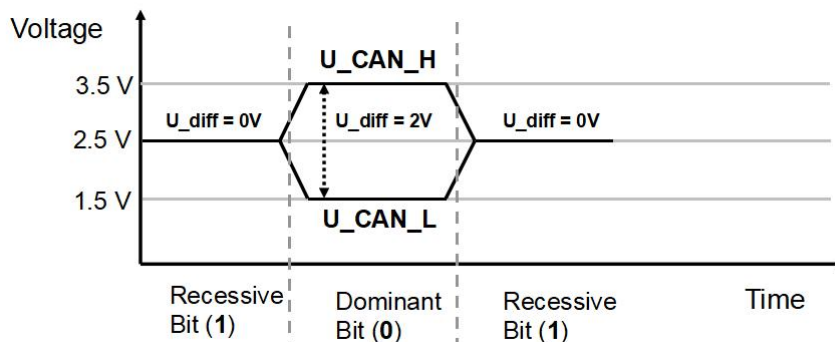 Voltage
U_CAN_H
3.5 V
U_diff = 0V
U_diff = 2V
U_diff = 0V
2.5 V
1.5 V
U_CAN_L
Recessive
Bit (1)
Dominant
Bit (0)
Recessive
Bit (1)
Time